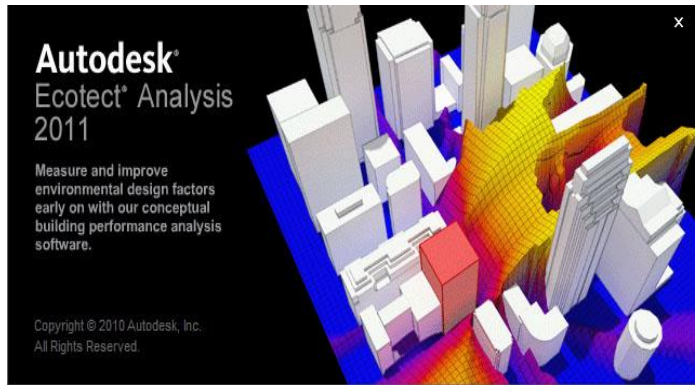 x
Autodesk®
Ecotect® Analysis
2011
Measure and improve
environmental design factors
early on with our conceptual
building performance analysis
software.
Copyright © 2010 Autodesk, Inc.
All Rights Reserved.